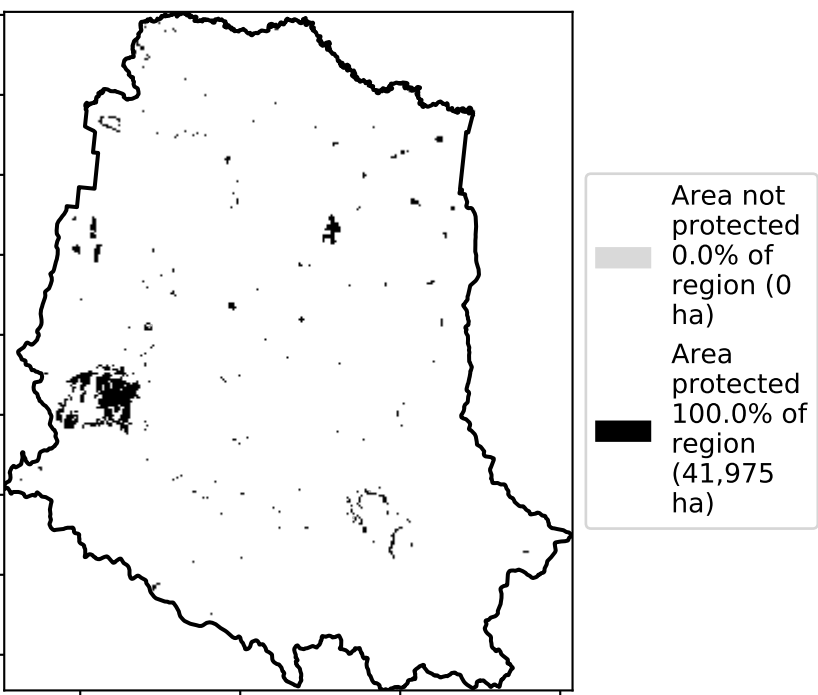 Area not
protected
0.0% of
region (0
ha)
Area
protected
100.0% of
region
(41,975
ha)